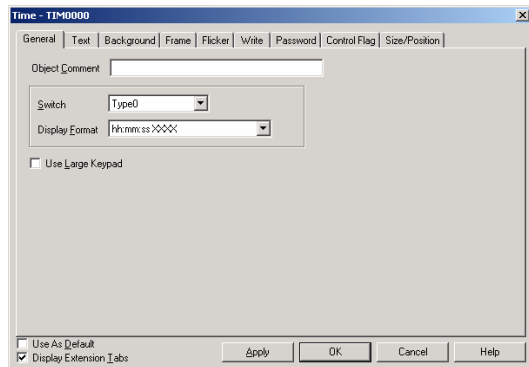 Time - TIM0000
General Text Background Frame Flicker Write Password Control Flag Size/Position
Object Comment
Switch Type0
Display Format hh:mm:ss XXXX
Use Large Keypad
Use As Default
Display Extension Tabs
Apply OK Cancel Help